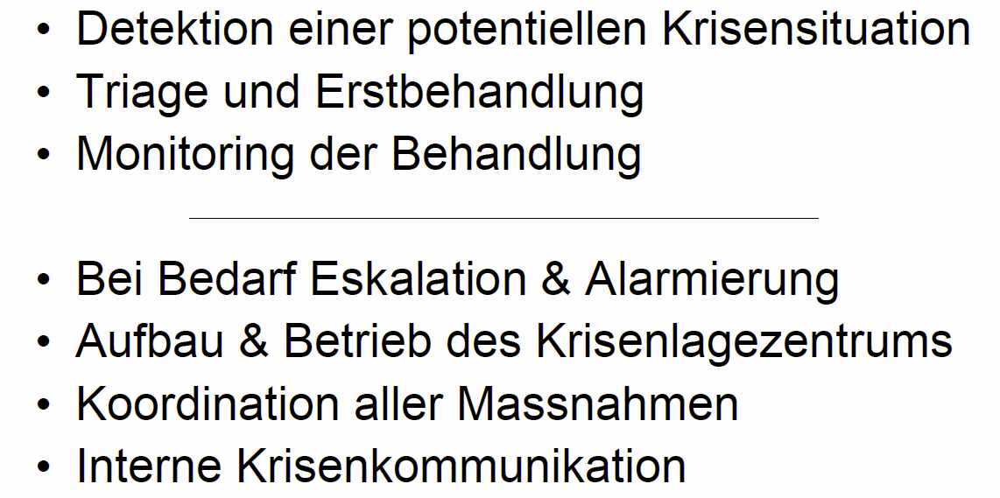 • Detektion einer potentiellen Krisensituation
• Triage und Erstbehandlung
• Monitoring der Behandlung
• Bei Bedarf Eskalation & Alarmierung
• Aufbau & Betrieb des Krisenlagezentrums
• Koordination aller Massnahmen
• Interne Krisenkommunikation